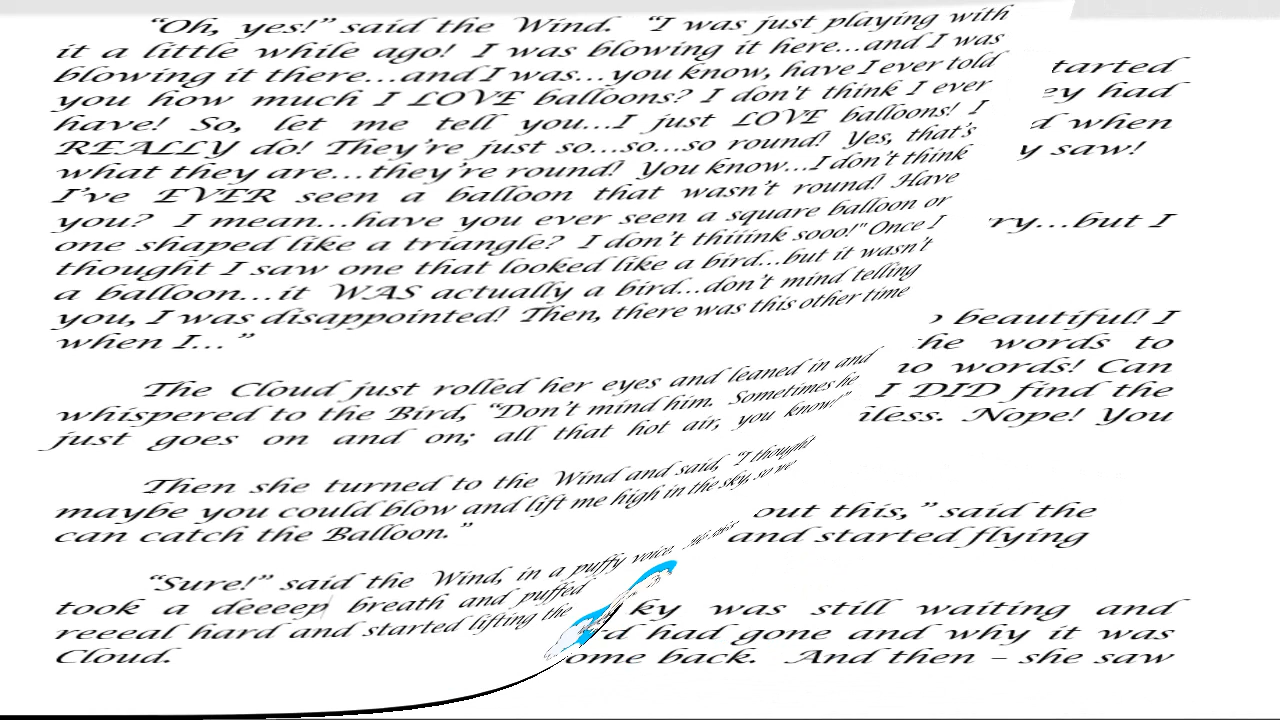 “Oh, yes!” said the Wind. “I was just playing with
it a little while ago! I was blowing it here...and I was
blowing it there...and I was...you know, have I ever told
you how much I LOVE balloons? I don't think I ever
have! So, let me tell you...I just LOVE balloons! I
REALLY do! They're just so...so...so round! Yes, that's
what they are...they're round! You know...I don't think
I've EVER seen a balloon that wasn't round! Have
you? I mean...have you ever seen a square balloon or
one shaped like a triangle? I don't thiiink sooo!" Once I
thought I saw one that looked like a bird...but it wasn't
a balloon...it WAS actually a bird...don't mind telling
you, I was disappointed! Then, there was this other time
when I...”
The Cloud just rolled her eyes and leaned in and
whispered to the Bird, “Don't mind him. Sometimes he
just goes on and on; all that hot air, you know!”
Then she turned to the Wind and said, “I thought
maybe you could blow and lift me high in the sky, so we
can catch the Balloon.”
“Sure!” said the Wind, in a puffy voice.
took a deeeep breath and puffed
reeeal hard and started lifting the
Cloud.
tarted
ey had
d when
y saw!
ry...but I
beautiful! I
he words to
no words! Can
I DID find the
less. Nope! You
out this,” said the
and started flying
ky was still waiting and
rd had gone and why it was
ome back. And then – she saw